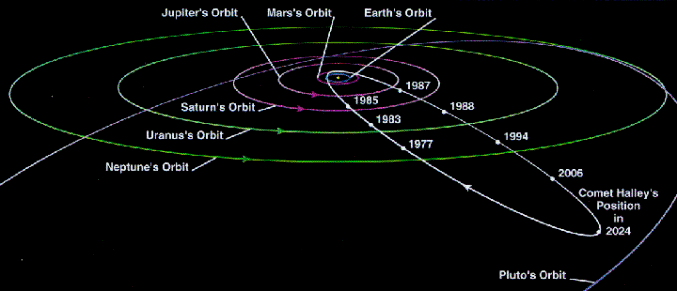 Jupiter's Orbit
Mars's Orbit
Earth's Orbit
Saturn's Orbit
Uranus's Orbit
Neptune's Orbit
1985
1983
1977
1987
1988
1994
2006
Comet Halley's
Position
in
2024
Pluto's Orbit